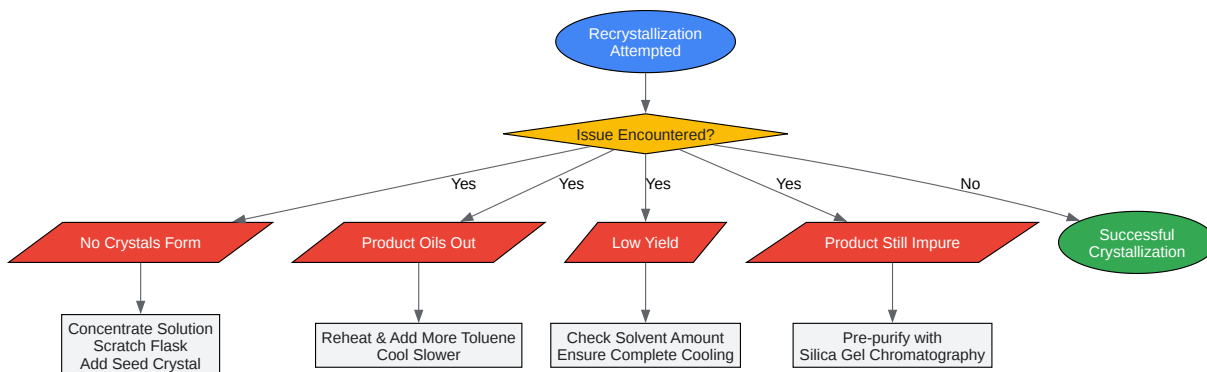 Recrystallization
Attempted
Issue Encountered?
Yes
Yes
Yes
Yes
No
No Crystals Form
Product Oils Out
Low Yield
Product Still Impure
Successful
Crystallization
Concentrate Solution
Scratch Flask
Add Seed Crystal
Reheat & Add More Toluene
Cool Slower
Check Solvent Amount
Ensure Complete Cooling
Pre-purify with
Silica Gel Chromatography